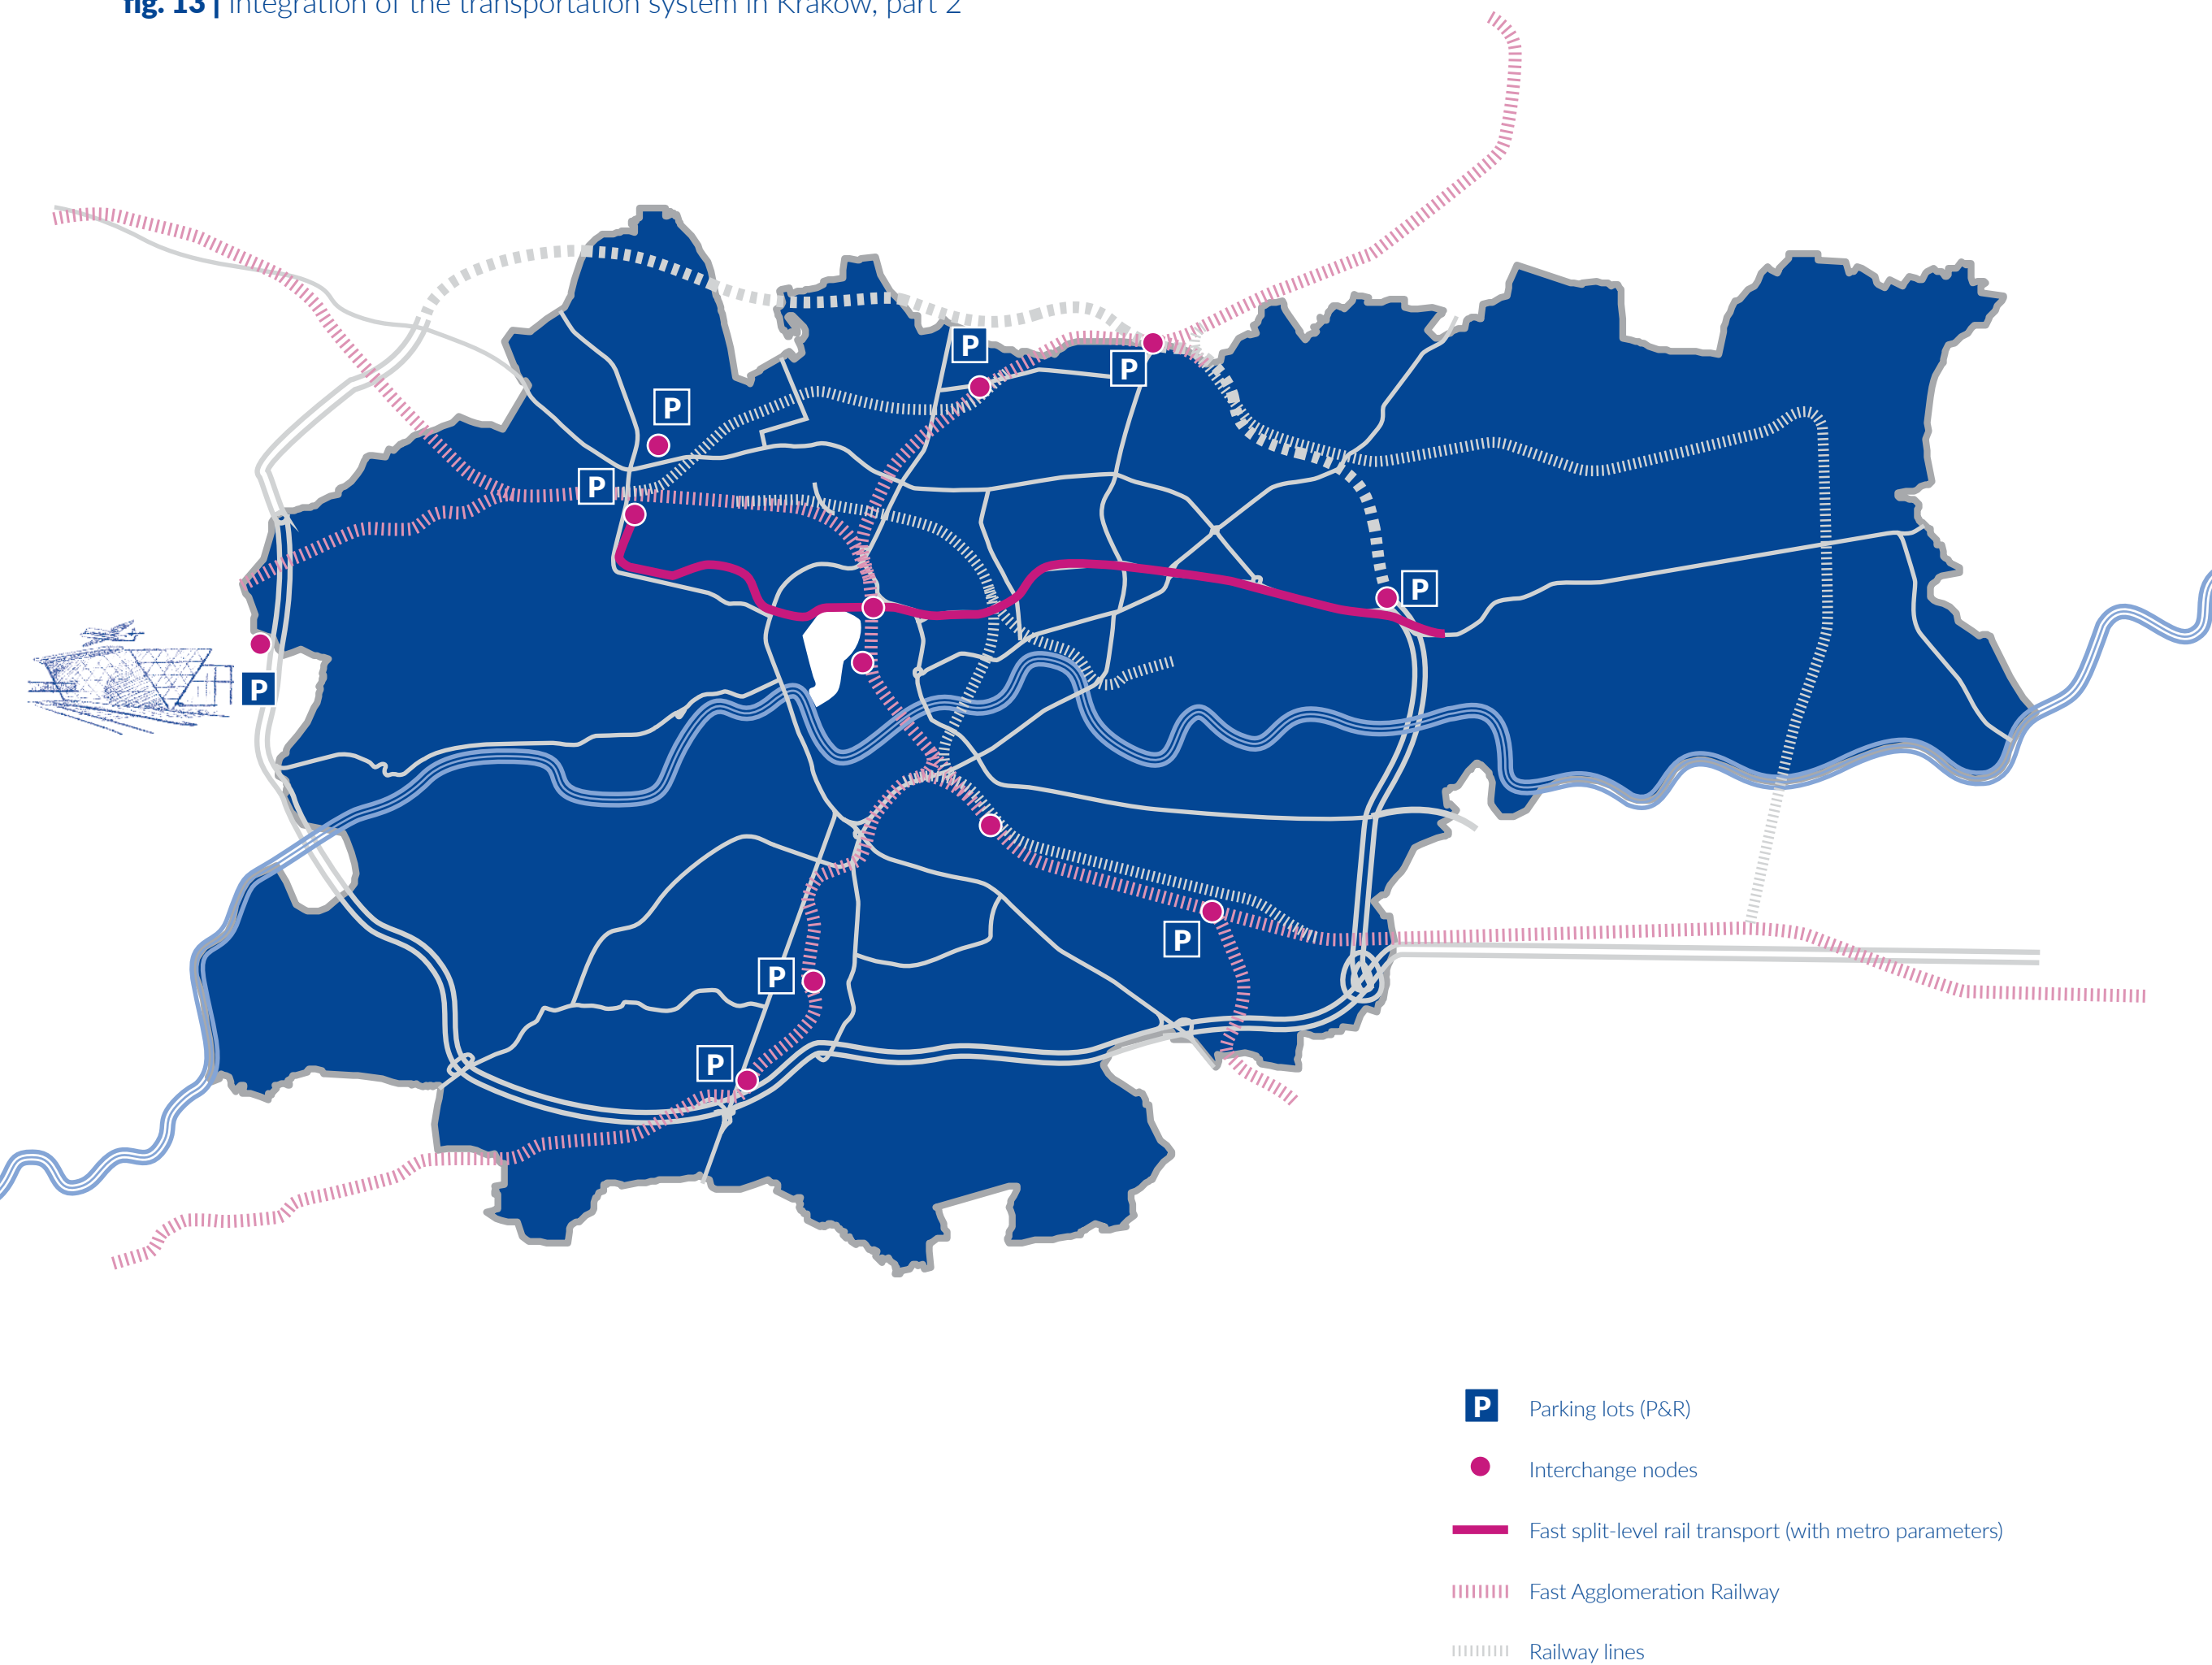 fig. 13 | Integration of the transportation system in Kraków, part 2
P
P
P
P
P
P
P
P
P
P Parking lots (P&R)
Interchange nodes
Fast split-level rail transport (with metro parameters)
Fast Agglomeration Railway
Railway lines